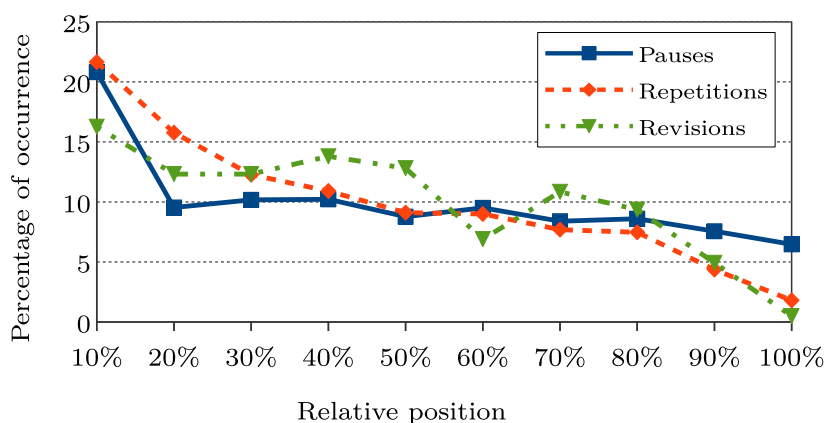 25
20
15
10
5
0
Percentage of occurrence
Pauses
Repetitions
Revisions
10% 20% 30% 40% 50% 60% 70% 80% 90% 100%
Relative position